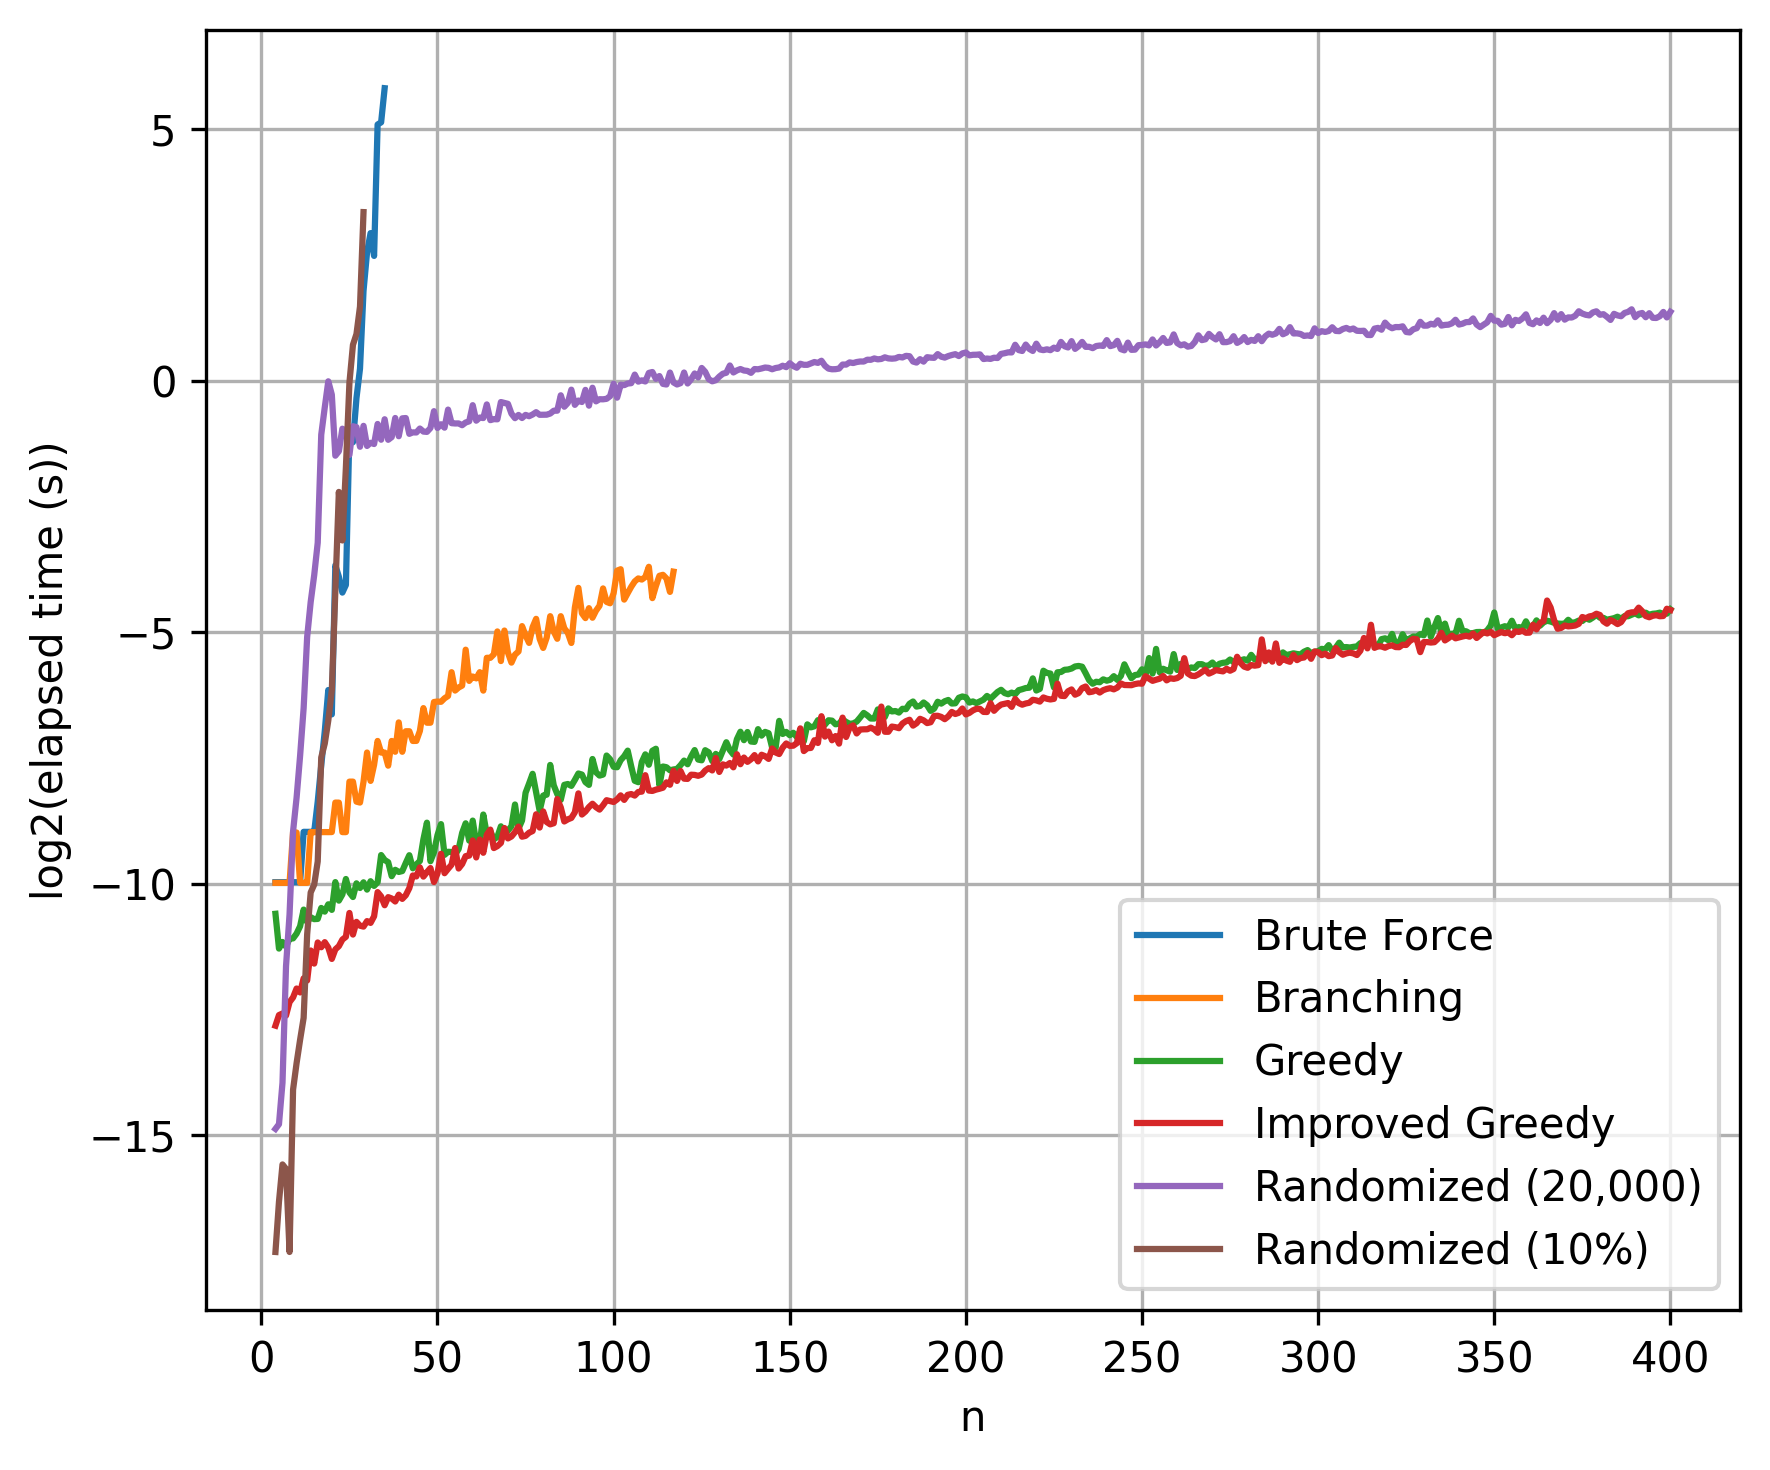 5
0
−5
−10
−15
log2(elapsed time (s))
0 50 100 150 200 250 300 350 400
n
Brute Force
Branching
Greedy
Improved Greedy
Randomized (20,000)
Randomized (10%)